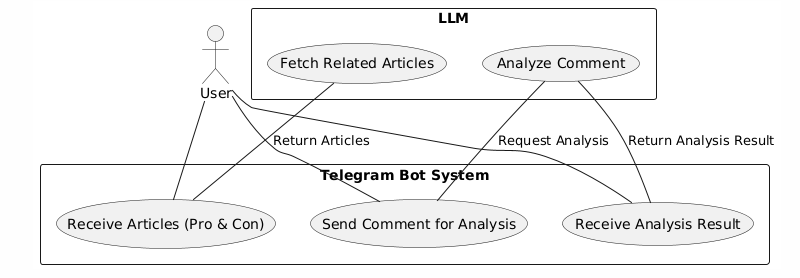 LLM
Fetch Related Articles
Analyze Comment
User
Return Articles
Request Analysis
Return Analysis Result
Telegram Bot System
Receive Articles (Pro & Con)
Send Comment for Analysis
Receive Analysis Result